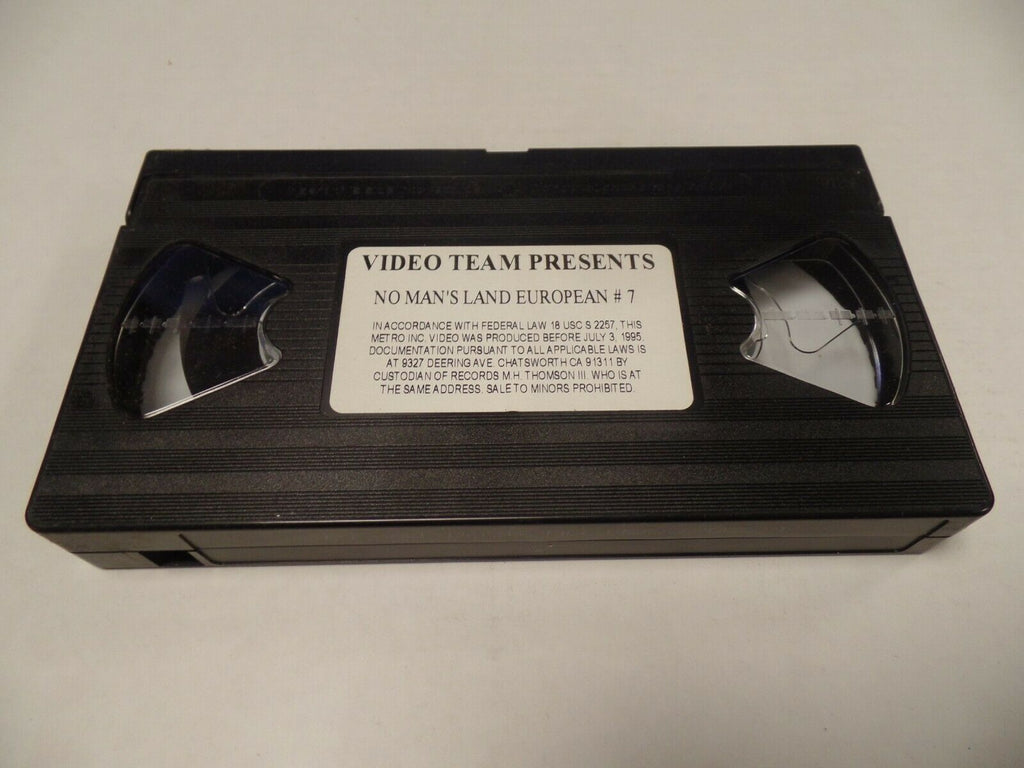 VIDEO TEAM PRESENTS
NO MAN'S LAND EUROPEAN # 7
IN ACCORDANCE WITH FEDERAL LAW 18 USC S 2257, THIS
METRO INC. VIDEO WAS PRODUCED BEFORE JULY 3, 1995.
DOCUMENTATION PURSUANT TO ALL APPLICABLE LAWS IS
AT 9327 DEERING AVE. CHATSWORTH CA 91311 BY
CUSTODIAN OF RECORDS M.H. THOMSON III. WHO IS AT
THE SAME ADDRESS. SALE TO MINORS PROHIBITED.